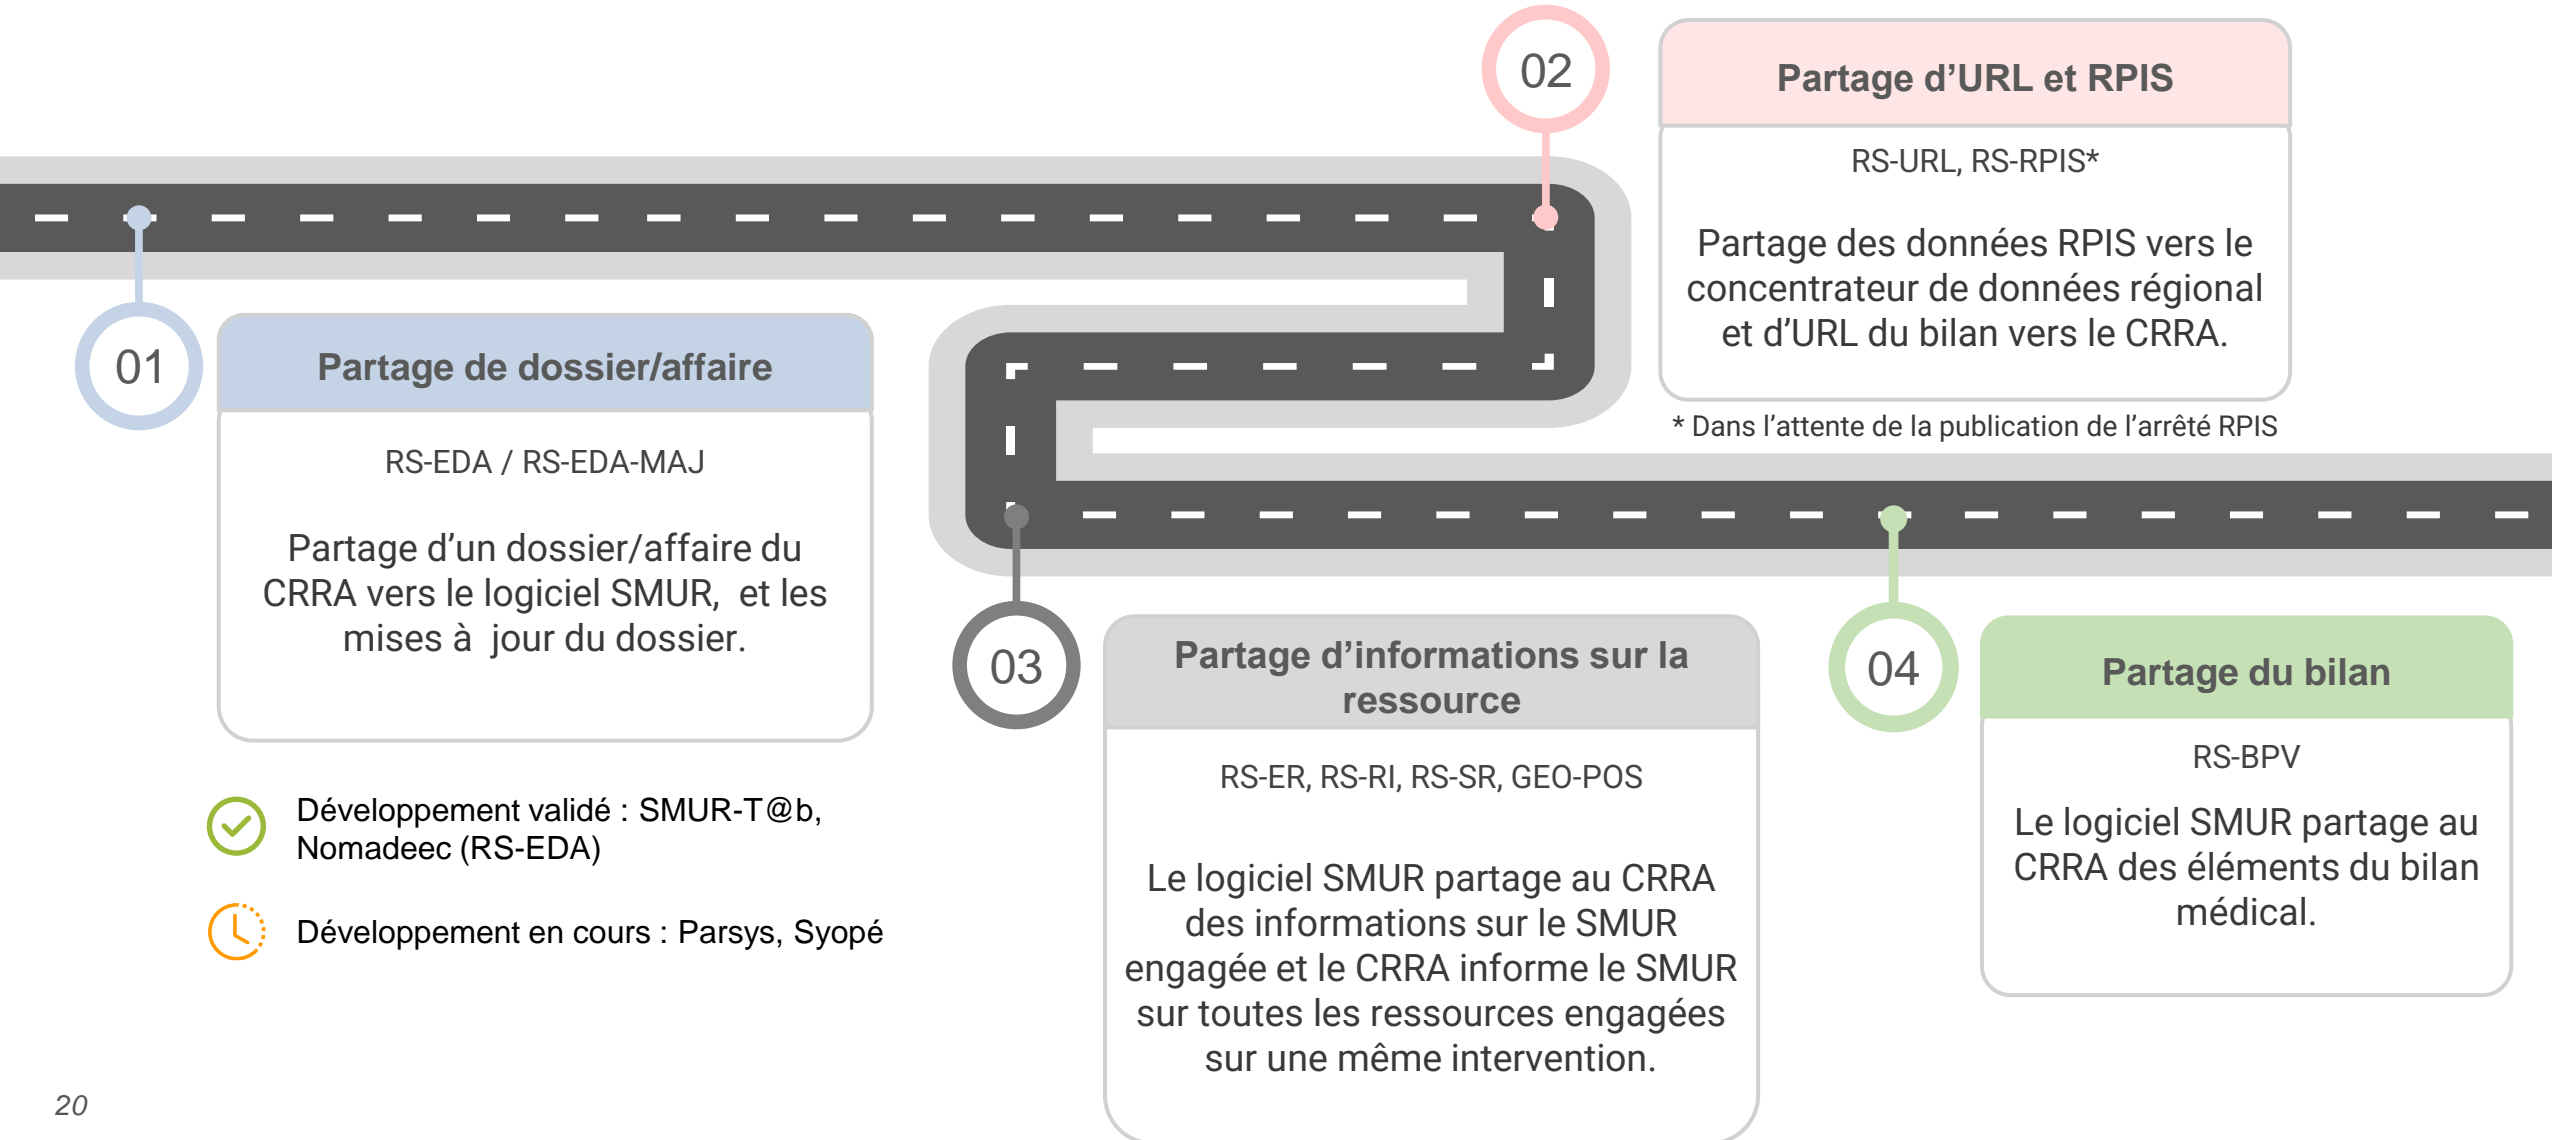 01
Partage de dossier/affaire
RS-EDA / RS-EDA-MAJ
Partage d’un dossier/affaire du
CRRA vers le logiciel SMUR,  et les
mises à  jour du dossier.
Développement validé : SMUR-T@b,
Nomadeec (RS-EDA)
Développement en cours : Parsys, Syopé
02
Partage d’URL et RPIS
RS-URL, RS-RPIS*
Partage des données RPIS vers le
concentrateur de données régional
et d’URL du bilan vers le CRRA.
* Dans l’attente de la publication de l’arrêté RPIS
03
Partage d’informations sur la
ressource
RS-ER, RS-RI, RS-SR, GEO-POS
Le logiciel SMUR partage au CRRA
des informations sur le SMUR
engagée et le CRRA informe le SMUR
sur toutes les ressources engagées
sur une même intervention.
04
Partage du bilan
RS-BPV
Le logiciel SMUR partage au
CRRA des éléments du bilan
médical.
20